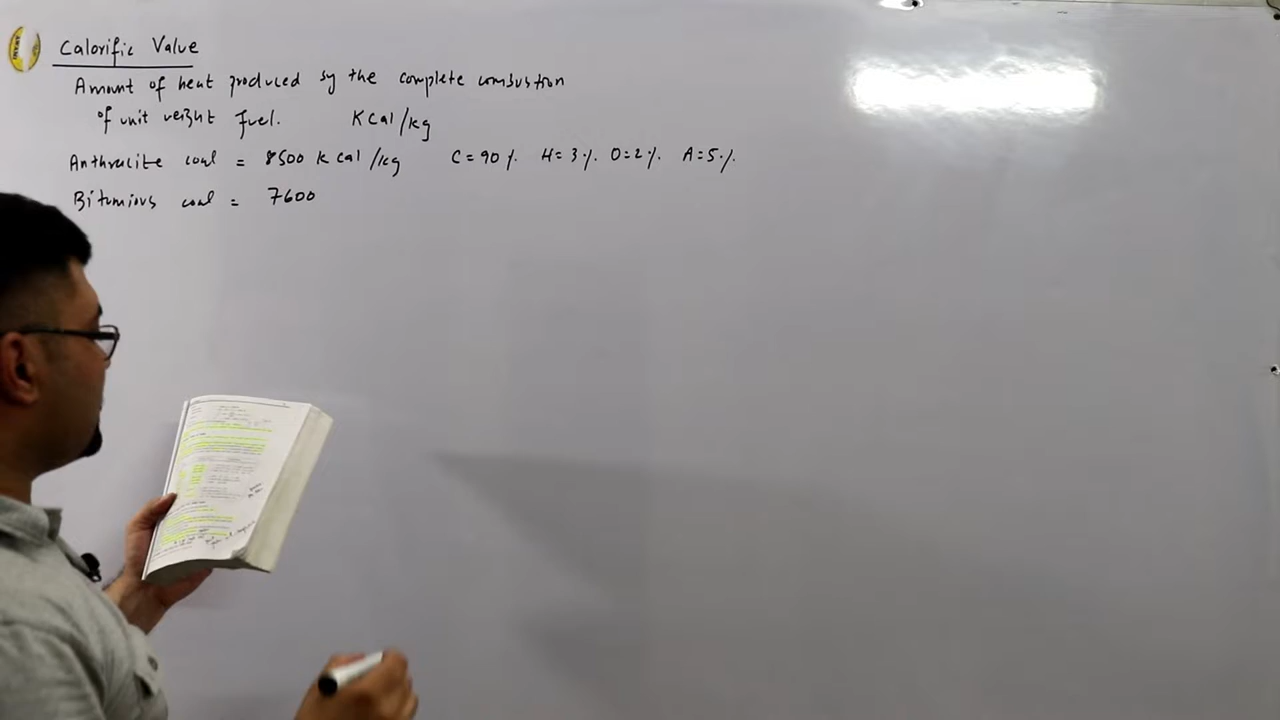 Calorific Value
Amount of heat produced by the complete combustion
of unit weight fuel. KCal/kg
Anthracite coal = 8500 k cal/kg C=90%. H=3%. O=2%. A=5%.
Bitumious coal = 7600